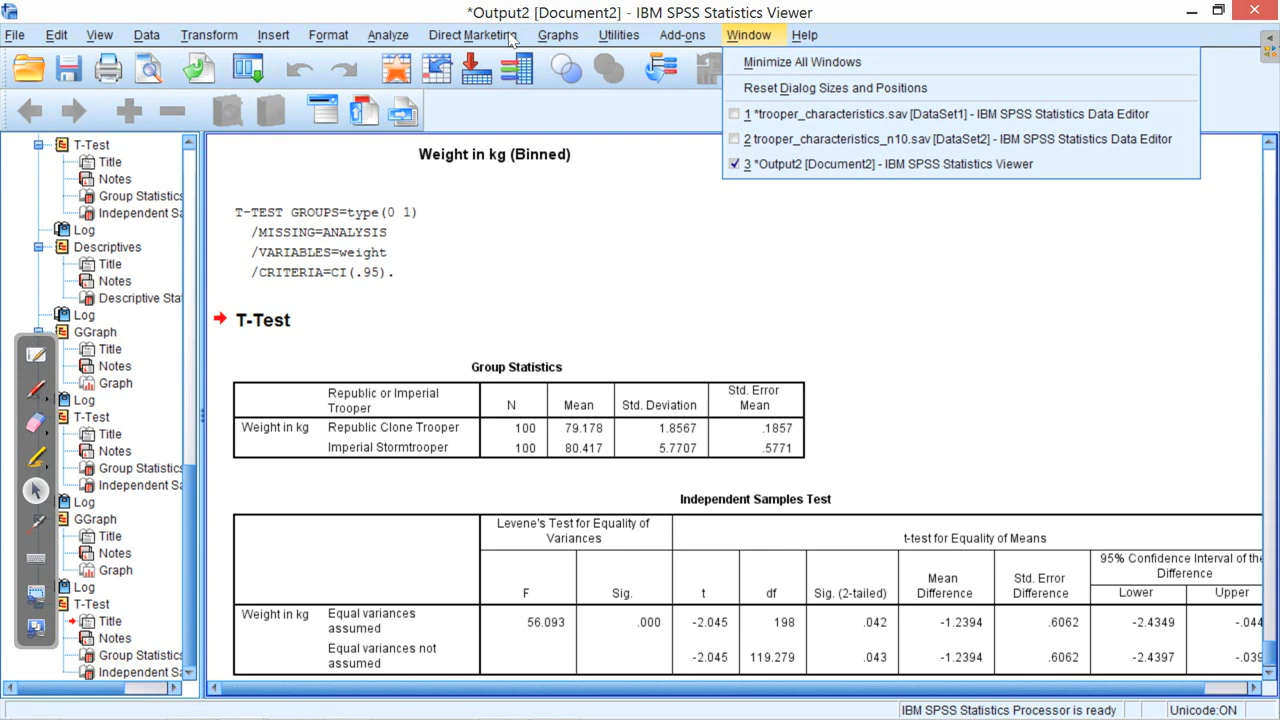 *Output2 [Document2] - IBM SPSS Statistics Viewer
File Edit View Data Transform Insert Format Analyze Direct Marketing Graphs Utilities Add-ons Window Help
Minimize All Windows
Reset Dialog Sizes and Positions
1 *trooper_characteristics.sav [DataSet1] - IBM SPSS Statistics Data Editor
2 trooper_characteristics_n10.sav [DataSet2] - IBM SPSS Statistics Data Editor
3 *Output2 [Document2] - IBM SPSS Statistics Viewer
T-Test
Title
Notes
Group Statistics
Independent Sa
Log
Descriptives
Title
Notes
Descriptive Sta
Log
GGraph
Title
Notes
Graph
Log
T-Test
Title
Notes
Group Statistics
Independent Sa
Log
GGraph
Title
Notes
Graph
Log
T-Test
Title
Notes
Group Statistics
Independent Sa
Weight in kg (Binned)
T-TEST GROUPS=type(0 1)
/MISSING=ANALYSIS
/VARIABLES=weight
/CRITERIA=CI(.95).
T-Test
Group Statistics
Republic or Imperial
Trooper
N
Mean
Std. Deviation
Std. Error
Mean
Weight in kg Republic Clone Trooper 100 79.178 1.8567 .1857
Imperial Stormtrooper 100 80.417 5.7707 .5771
Independent Samples Test
Levene's Test for Equality of
Variances
t-test for Equality of Means
F
Sig.
t
df
Sig. (2-tailed)
Mean
Difference
Std. Error
Difference
95% Confidence Interval of the
Difference
Lower
Upper
Weight in kg
Equal variances
assumed
56.093 .000 -2.045 198 .042 -1.2394 .6062 -2.4349 -.044
Equal variances not
assumed
-2.045 119.279 .043 -1.2394 .6062 -2.4397 -.039
IBM SPSS Statistics Processor is ready
Unicode:ON